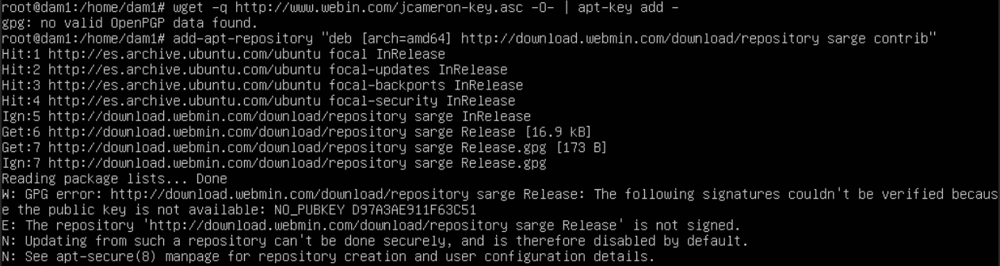 root@dam1:/home/dam1# wget -q http://www.webin.com/jcameron-key.asc -O- | apt-key add -
gpg: no valid OpenPGP data found.
root@dam1:/home/dam1# add-apt-repository "deb [arch=amd64] http://download.webmin.com/download/repository sarge contrib"
Hit:1 http://es.archive.ubuntu.com/ubuntu focal InRelease
Hit:2 http://es.archive.ubuntu.com/ubuntu focal-updates InRelease
Hit:3 http://es.archive.ubuntu.com/ubuntu focal-backports InRelease
Hit:4 http://es.archive.ubuntu.com/ubuntu focal-security InRelease
Ign:5 http://download.webmin.com/download/repository sarge InRelease
Get:6 http://download.webmin.com/download/repository sarge Release [16.9 kB]
Get:7 http://download.webmin.com/download/repository sarge Release.gpg [173 B]
Ign:7 http://download.webmin.com/download/repository sarge Release.gpg
Reading package lists... Done
W: GPG error: http://download.webmin.com/download/repository sarge Release: The following signatures couldn't be verified becaus
e the public key is not available: NO_PUBKEY D97A3AE911F63C51
E: The repository 'http://download.webmin.com/download/repository sarge Release' is not signed.
N: Updating from such a repository can't be done securely, and is therefore disabled by default.
N: See apt-secure(8) manpage for repository creation and user configuration details.